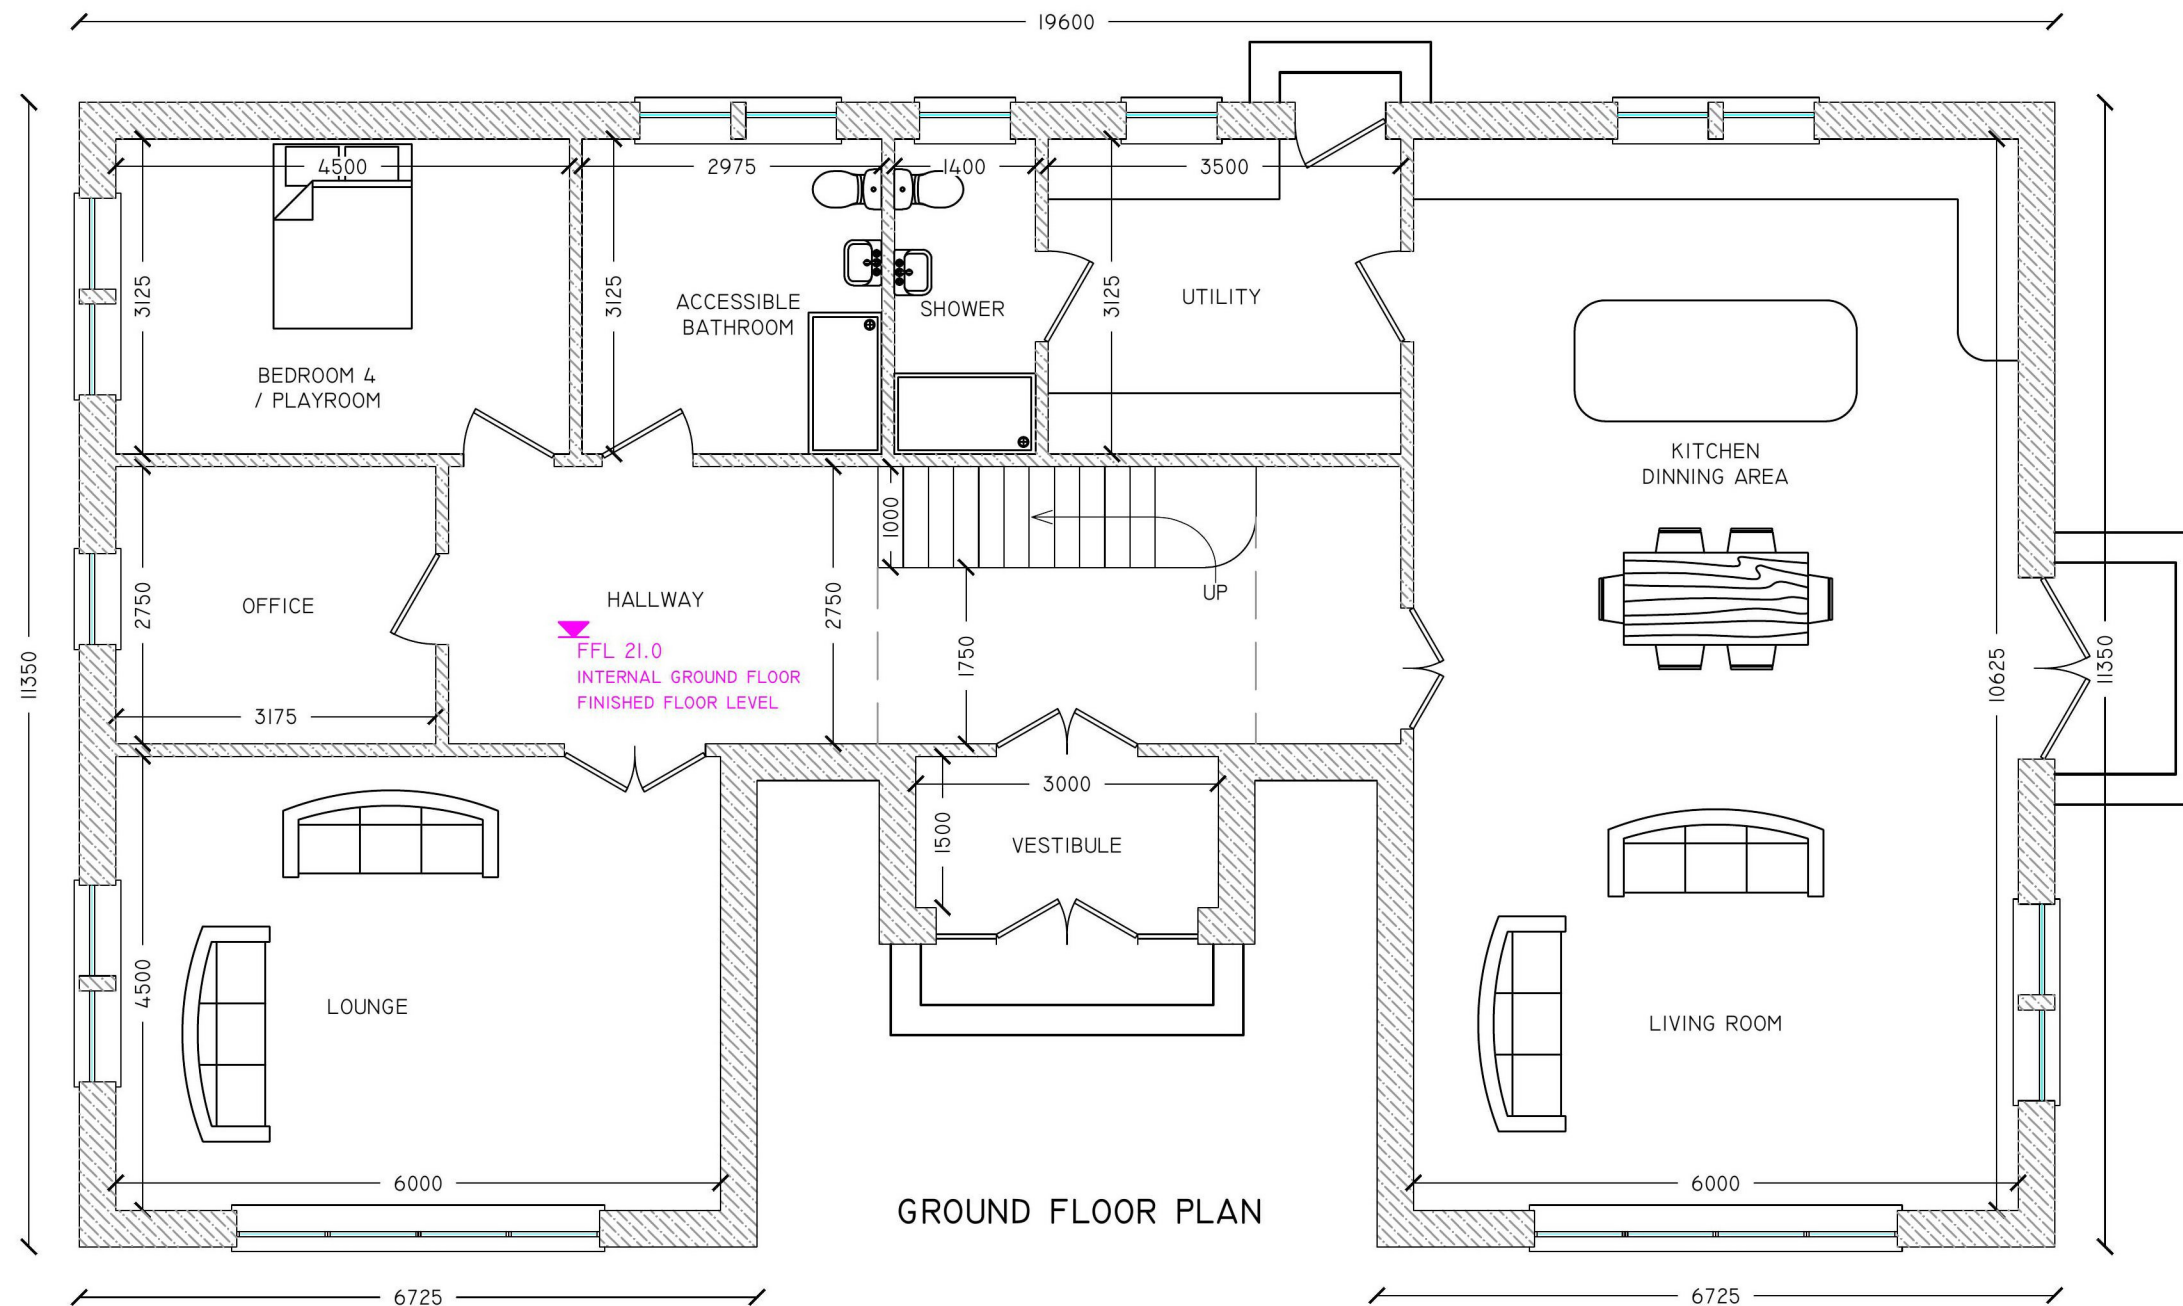 19600
4500
2975
1400
3500
3125
3125
3125
ACCESSIBLE
BATHROOM
SHOWER
UTILITY
BEDROOM 4
/ PLAYROOM
KITCHEN
DINNING AREA
1000
2750
OFFICE
HALLWAY
2750
UP
FFL 21.0
INTERNAL GROUND FLOOR
FINISHED FLOOR LEVEL
1750
11350
10625
11350
3175
3000
1500
VESTIBULE
4500
LOUNGE
LIVING ROOM
6000
6000
GROUND FLOOR PLAN
6725
6725